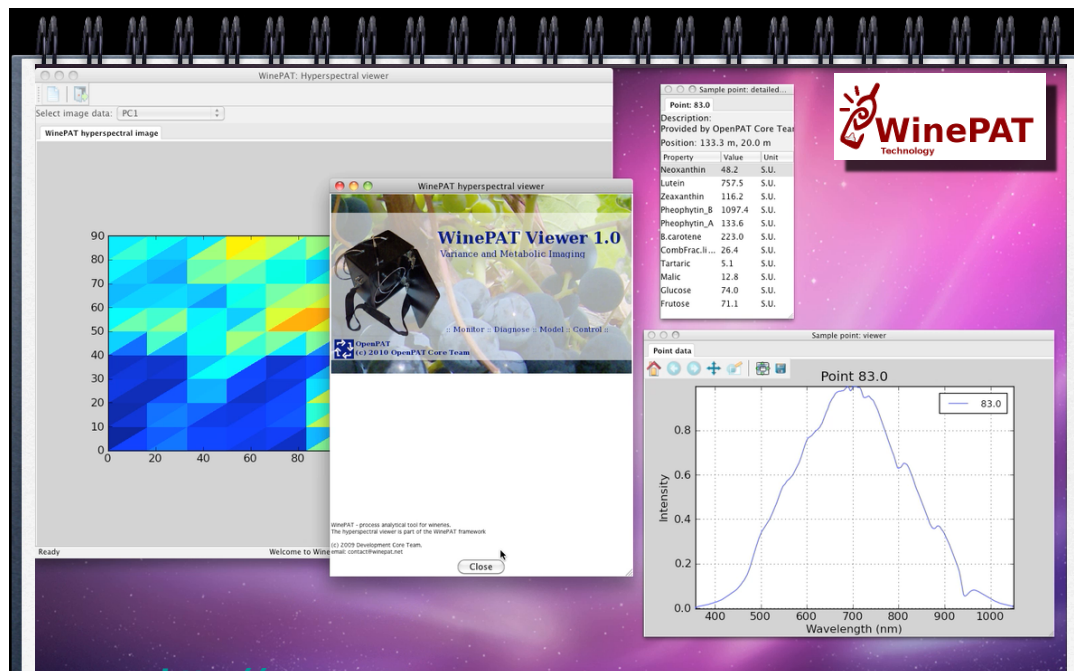 WinePAT: Hyperspectral viewer
Select image data: PC1
WinePAT hyperspectral image
90
80
70
60
50
40
30
20
10
0
0 20 40 60 80
Ready Welcome to Wine
WinePAT hyperspectral viewer
WinePAT Viewer 1.0
Variance and Metabolic Imaging
:: Monitor :: Diagnose :: Model :: Control ::
OpenPAT
(c) 2010 OpenPAT Core Team
WinePAT - process analytical tool for wineries.
The hyperspectral viewer is part of the WinePAT framework
(c) 2009 Development Core Team.
email: contact@winepat.net
Close
Sample point: detailed...
Point: 83.0
Description:
Provided by OpenPAT Core Tea
Position: 133.3 m, 20.0 m
Property Value Unit
Neoxanthin 48.2 S.U.
Lutein 757.5 S.U.
Zeaxanthin 116.2 S.U.
Pheophytin_B 1097.4 S.U.
Pheophytin_A 133.6 S.U.
B.carotene 223.0 S.U.
CombFrac.li... 26.4 S.U.
Tartaric 5.1 S.U.
Malic 12.8 S.U.
Glucose 74.0 S.U.
Frutose 71.1 S.U.
WinePAT
Technology
Sample point: viewer
Point data
Point 83.0
83.0
Intensity
0.8
0.6
0.4
0.2
0.0
400 500 600 700 800 900 1000
Wavelength (nm)